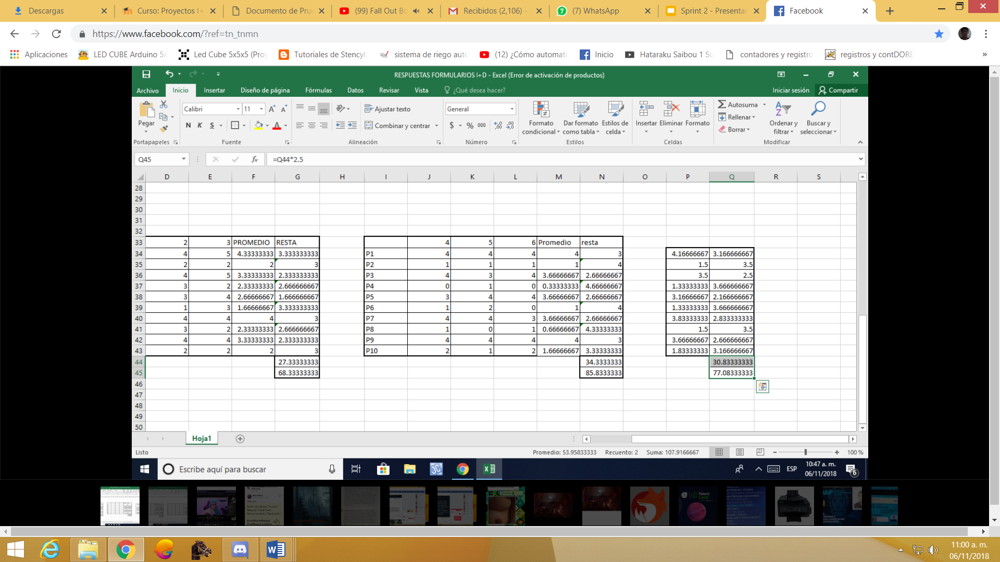 Descargas
Curso: Proyectos I+
Documento de Pru
(99) Fall Out Bo
Recibidos (2,106) -
(7) WhatsApp
Sprint 2 - Presentac
Facebook
https://www.facebook.com/?ref=tn_tnmn
Aplicaciones
LED CUBE Arduino 5x
Led Cube 5x5x5 (Proy
Tutoriales de Stencyl
sistema de riego auto
(12) ¿Cómo automati
Inicio
Hataraku Saibou 1 Su
contadores y registro
registros y contDORE
»
RESPUESTAS FORMULARIOS I+D - Excel (Error de activación de productos)
Archivo Inicio Insertar Diseño de página Fórmulas Datos Revisar Vista ¿Qué desea hacer? Iniciar sesión Compartir
Calibri 11 Ajustar texto General Autosuma
Pegar N K S Combinar y centrar $ % 000 Formato condicional Dar formato como tabla Estilos de celda Insertar Eliminar Formato Rellenar Borrar Ordenar y filtrar Buscar y seleccionar
Portapapeles Fuente Alineación Número Estilos Celdas Modificar
Q45 fx =Q44*2.5
D E F G H I J K L M N O P Q R S
28
29
30
31
32
33 2 3 PROMEDIO RESTA 4 5 6 Promedio resta
34 4 5 4.33333333 3.333333333 P1 4 4 4 4 3 4.16666667 3.166666667
35 2 2 2 3 P2 1 1 1 1 4 1.5 3.5
36 4 5 3.33333333 2.333333333 P3 4 3 4 3.66666667 2.66666667 3.5 2.5
37 3 2 2.33333333 2.666666667 P4 0 1 0 0.33333333 4.66666667 1.33333333 3.666666667
38 3 4 2.66666667 1.666666667 P5 3 4 4 3.66666667 2.66666667 3.16666667 2.166666667
39 1 3 1.66666667 3.333333333 P6 1 2 0 1 4 1.33333333 3.666666667
40 4 4 4 3 P7 4 4 3 3.66666667 2.66666667 3.83333333 2.833333333
41 3 2 2.33333333 2.666666667 P8 1 0 1 0.66666667 4.33333333 1.5 3.5
42 4 4 3.33333333 2.333333333 P9 4 4 4 4 3 3.66666667 2.666666667
43 2 2 2 3 P10 2 1 2 1.66666667 3.33333333 1.83333333 3.166666667
44 27.33333333 34.3333333 30.83333333
45 68.33333333 85.8333333 77.08333333
46
47
48
49
50
Hoja1
Listo Promedio: 53.95833333 Recuento: 2 Suma: 107.9166667 100 %
Escribe aquí para buscar
ESP
10:47 a. m.
06/11/2018
6
Talent Land
11:00 a. m.
06/11/2018